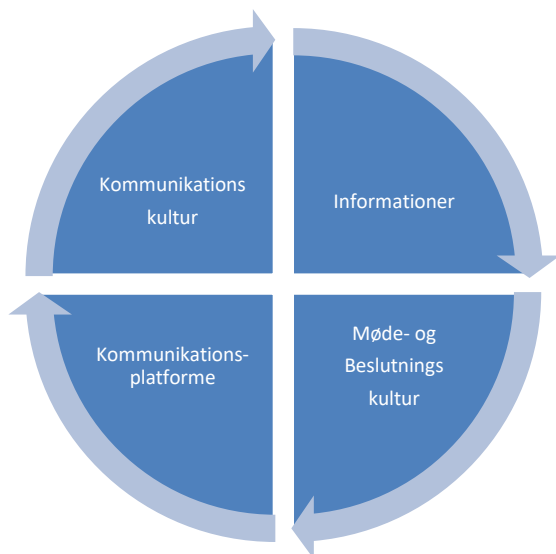 Kommunikations
kultur
Informationer
Kommunikations-
platforme
Møde- og
Beslutnings
kultur